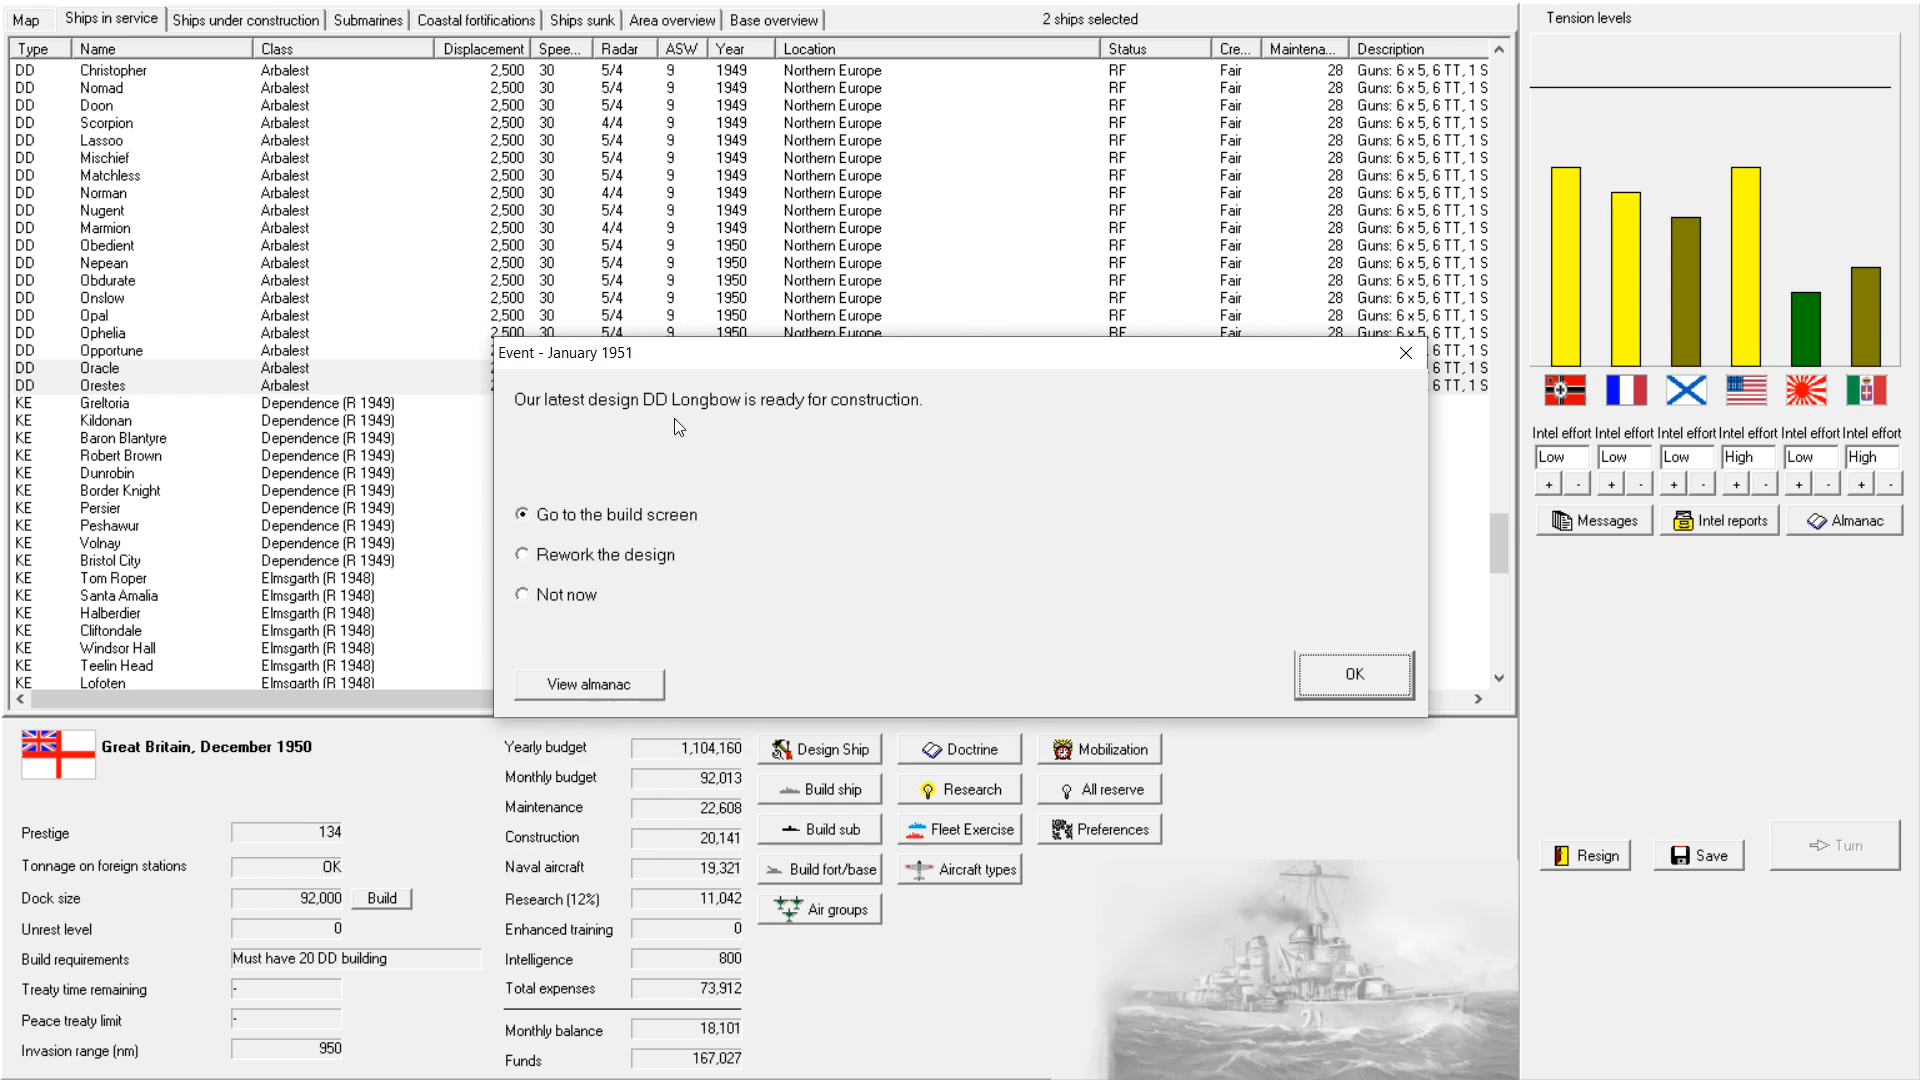 Map Ships in service Ships under construction Submarines Coastal fortifications Ships sunk Area overview Base overview 2 ships selected Tension levels
Type Name Class Displacement Spee... Radar ASW Year Location Status Cre... Maintena... Description
DD Christopher Arbalest 2,500 30 5/4 9 1949 Northern Europe RF Fair 28 Guns: 6 x 5, 6 TT, 1 S
DD Nomad Arbalest 2,500 30 5/4 9 1949 Northern Europe RF Fair 28 Guns: 6 x 5, 6 TT, 1 S
DD Doon Arbalest 2,500 30 5/4 9 1949 Northern Europe RF Fair 28 Guns: 6 x 5, 6 TT, 1 S
DD Scorpion Arbalest 2,500 30 4/4 9 1949 Northern Europe RF Fair 28 Guns: 6 x 5, 6 TT, 1 S
DD Lassoo Arbalest 2,500 30 5/4 9 1949 Northern Europe RF Fair 28 Guns: 6 x 5, 6 TT, 1 S
DD Mischief Arbalest 2,500 30 5/4 9 1949 Northern Europe RF Fair 28 Guns: 6 x 5, 6 TT, 1 S
DD Matchless Arbalest 2,500 30 5/4 9 1949 Northern Europe RF Fair 28 Guns: 6 x 5, 6 TT, 1 S
DD Norman Arbalest 2,500 30 4/4 9 1949 Northern Europe RF Fair 28 Guns: 6 x 5, 6 TT, 1 S
DD Nugent Arbalest 2,500 30 5/4 9 1949 Northern Europe RF Fair 28 Guns: 6 x 5, 6 TT, 1 S
DD Marmion Arbalest 2,500 30 4/4 9 1949 Northern Europe RF Fair 28 Guns: 6 x 5, 6 TT, 1 S
DD Obedient Arbalest 2,500 30 5/4 9 1950 Northern Europe RF Fair 28 Guns: 6 x 5, 6 TT, 1 S
DD Nepean Arbalest 2,500 30 5/4 9 1950 Northern Europe RF Fair 28 Guns: 6 x 5, 6 TT, 1 S
DD Obdurate Arbalest 2,500 30 5/4 9 1950 Northern Europe RF Fair 28 Guns: 6 x 5, 6 TT, 1 S
DD Onslow Arbalest 2,500 30 5/4 9 1950 Northern Europe RF Fair 28 Guns: 6 x 5, 6 TT, 1 S
DD Opal Arbalest 2,500 30 5/4 9 1950 Northern Europe RF Fair 28 Guns: 6 x 5, 6 TT, 1 S
DD Ophelia Arbalest 2,500 30 5/4 9 1950 Northern Europe RF Fair 28 Guns: 6 x 5, 6 TT, 1 S
DD Opportune Arbalest 6 TT, 1 S
DD Oracle Arbalest 6 TT, 1 S
DD Orestes Arbalest 6 TT, 1 S
KE Greltoria Dependence (R 1949)
KE Kildonan Dependence (R 1949)
KE Baron Blantyre Dependence (R 1949)
KE Robert Brown Dependence (R 1949)
KE Dunrobin Dependence (R 1949)
KE Border Knight Dependence (R 1949)
KE Persier Dependence (R 1949)
KE Peshawur Dependence (R 1949)
KE Volnay Dependence (R 1949)
KE Bristol City Dependence (R 1949)
KE Tom Roper Elmsgarth (R 1948)
KE Santa Amalia Elmsgarth (R 1948)
KE Halberdier Elmsgarth (R 1948)
KE Cliftondale Elmsgarth (R 1948)
KE Windsor Hall Elmsgarth (R 1948)
KE Teelin Head Elmsgarth (R 1948)
KE Lofoten Elmsgarth (R 1948)
Event - January 1951
Our latest design DD Longbow is ready for construction.
Go to the build screen
Rework the design
Not now
View almanac OK
Intel effort Intel effort Intel effort Intel effort Intel effort Intel effort
Low Low Low High Low High
+ - + - + - + - + - + -
Messages Intel reports Almanac
Resign Save Turn
Great Britain, December 1950
Prestige 134
Tonnage on foreign stations OK
Dock size 92,000 Build
Unrest level 0
Build requirements Must have 20 DD building
Treaty time remaining -
Peace treaty limit -
Invasion range (nm) 950
Yearly budget 1,104,160
Monthly budget 92,013
Maintenance 22,608
Construction 20,141
Naval aircraft 19,321
Research (12%) 11,042
Enhanced training 0
Intelligence 800
Total expenses 73,912
Monthly balance 18,101
Funds 167,027
Design Ship Doctrine Mobilization
Build ship Research All reserve
Build sub Fleet Exercise Preferences
Build fort/base Aircraft types
Air groups